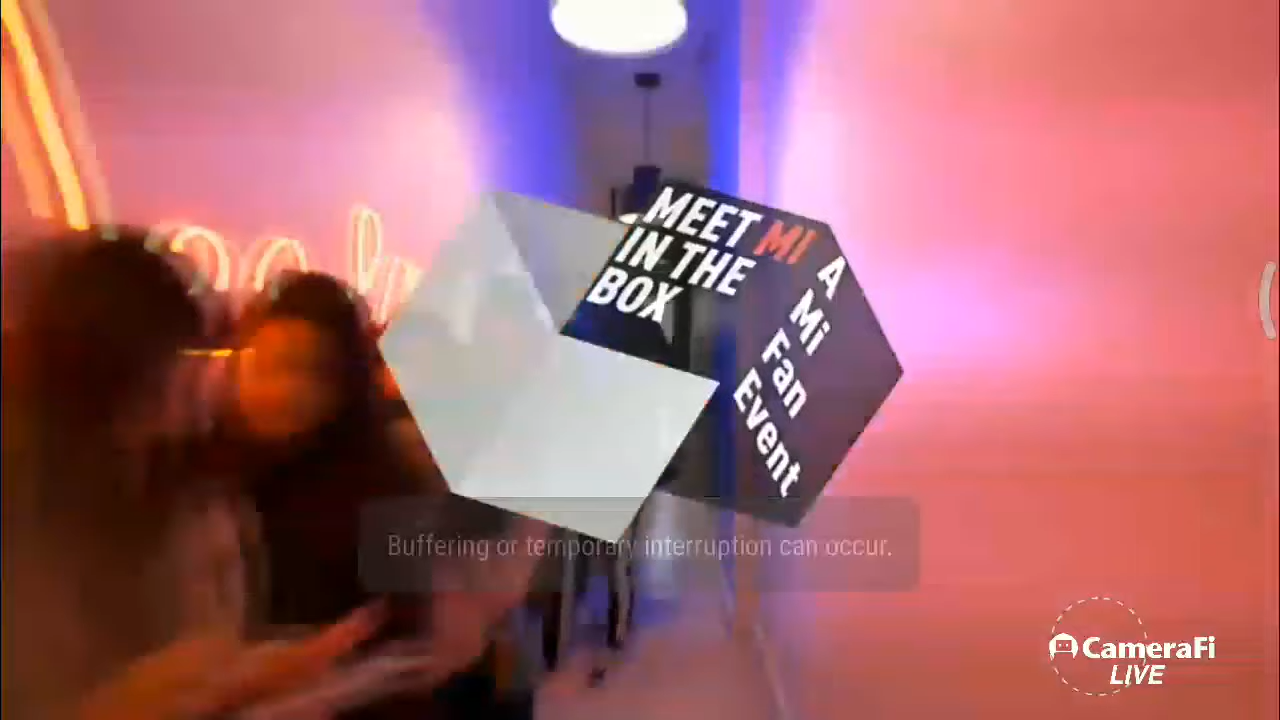 MEET MI
IN THE
BOX
A
Mi
Fan
Event
Buffering or temporary interruption can occur.
CameraFi
LIVE